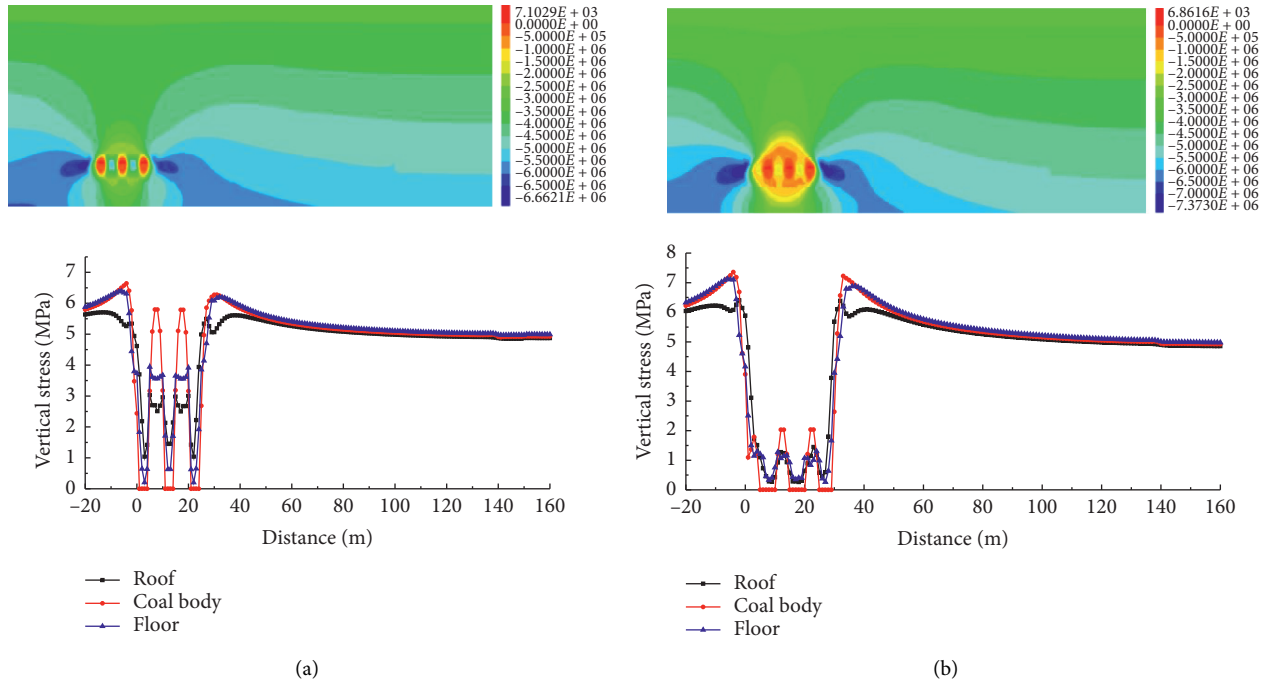 7.1029E + 03
0.0000E + 00
−5.0000E + 05
−1.0000E + 06
−1.5000E + 06
−2.0000E + 06
−2.5000E + 06
−3.0000E + 06
−3.5000E + 06
−4.0000E + 06
−4.5000E + 06
−5.0000E + 06
−5.5000E + 06
−6.0000E + 06
−6.5000E + 06
−6.6621E + 06
6.8616E + 03
0.0000E + 00
−5.0000E + 05
−1.0000E + 06
−1.5000E + 06
−2.0000E + 06
−2.5000E + 06
−3.0000E + 06
−3.5000E + 06
−4.0000E + 06
−4.5000E + 06
−5.0000E + 06
−5.5000E + 06
−6.0000E + 06
−6.5000E + 06
−7.0000E + 06
−7.3730E + 06
Vertical stress (MPa)
7
6
5
4
3
2
1
0
−20 0 20 40 60 80 100 120 140 160
Distance (m)
Roof
Coal body
Floor
(a)
Vertical stress (MPa)
8
7
6
5
4
3
2
1
0
−20 0 20 40 60 80 100 120 140 160
Distance (m)
Roof
Coal body
Floor
(b)